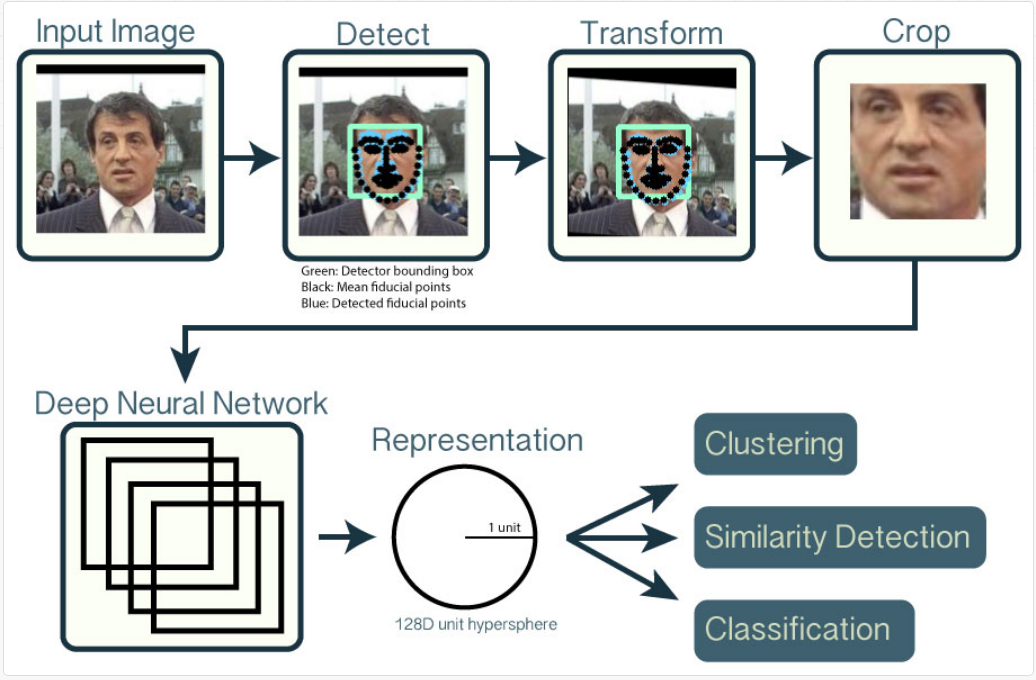 Input Image
Detect
Transform
Crop
Green: Detector bounding box
Black: Mean fiducial points
Blue: Detected fiducial points
Deep Neural Network
Representation
1 unit
128D unit hypersphere
Clustering
Similarity Detection
Classification